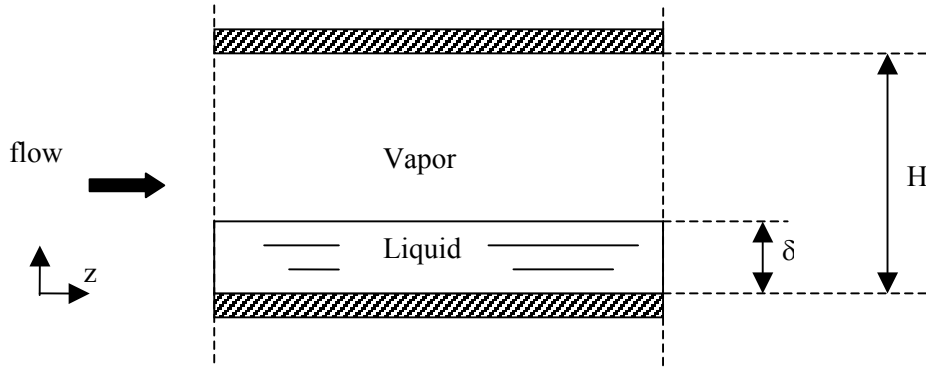 flow
Vapor
H
Liquid
δ
z